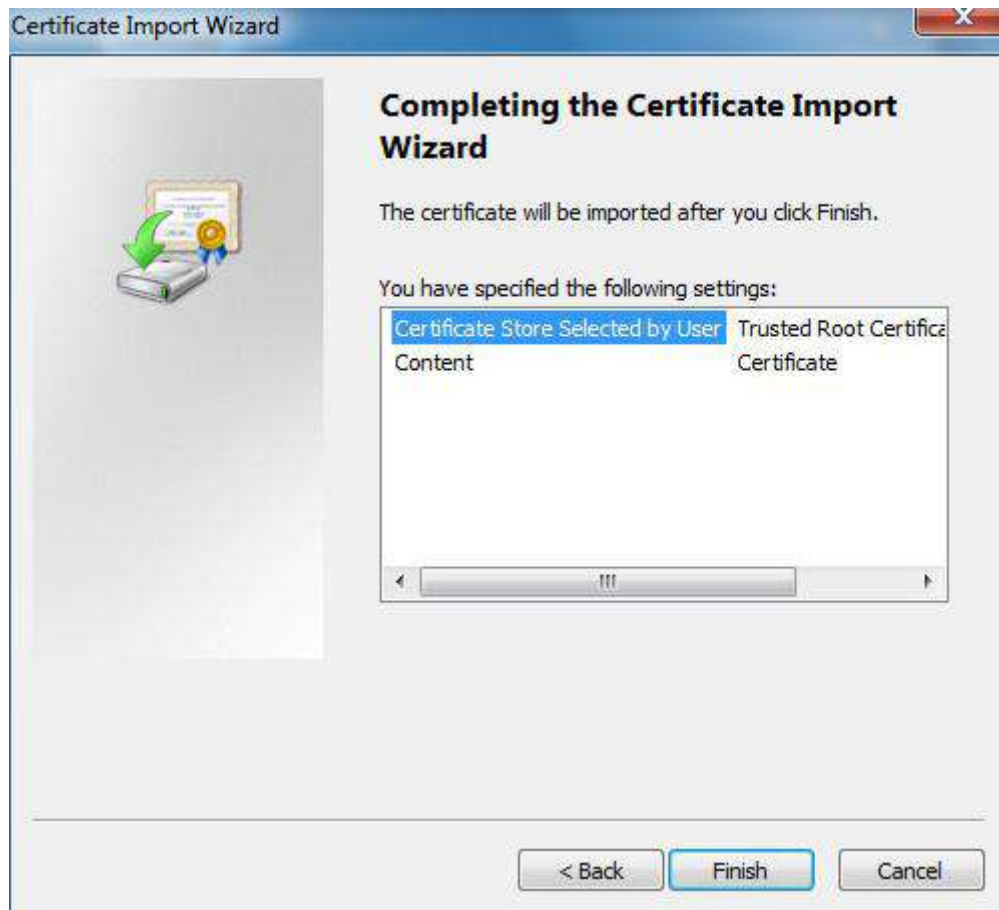 Certificate Import Wizard
Completing the Certificate Import
Wizard
The certificate will be imported after you click Finish.
You have specified the following settings:
Certificate Store Selected by User Trusted Root Certifica
Content Certificate
< Back Finish Cancel